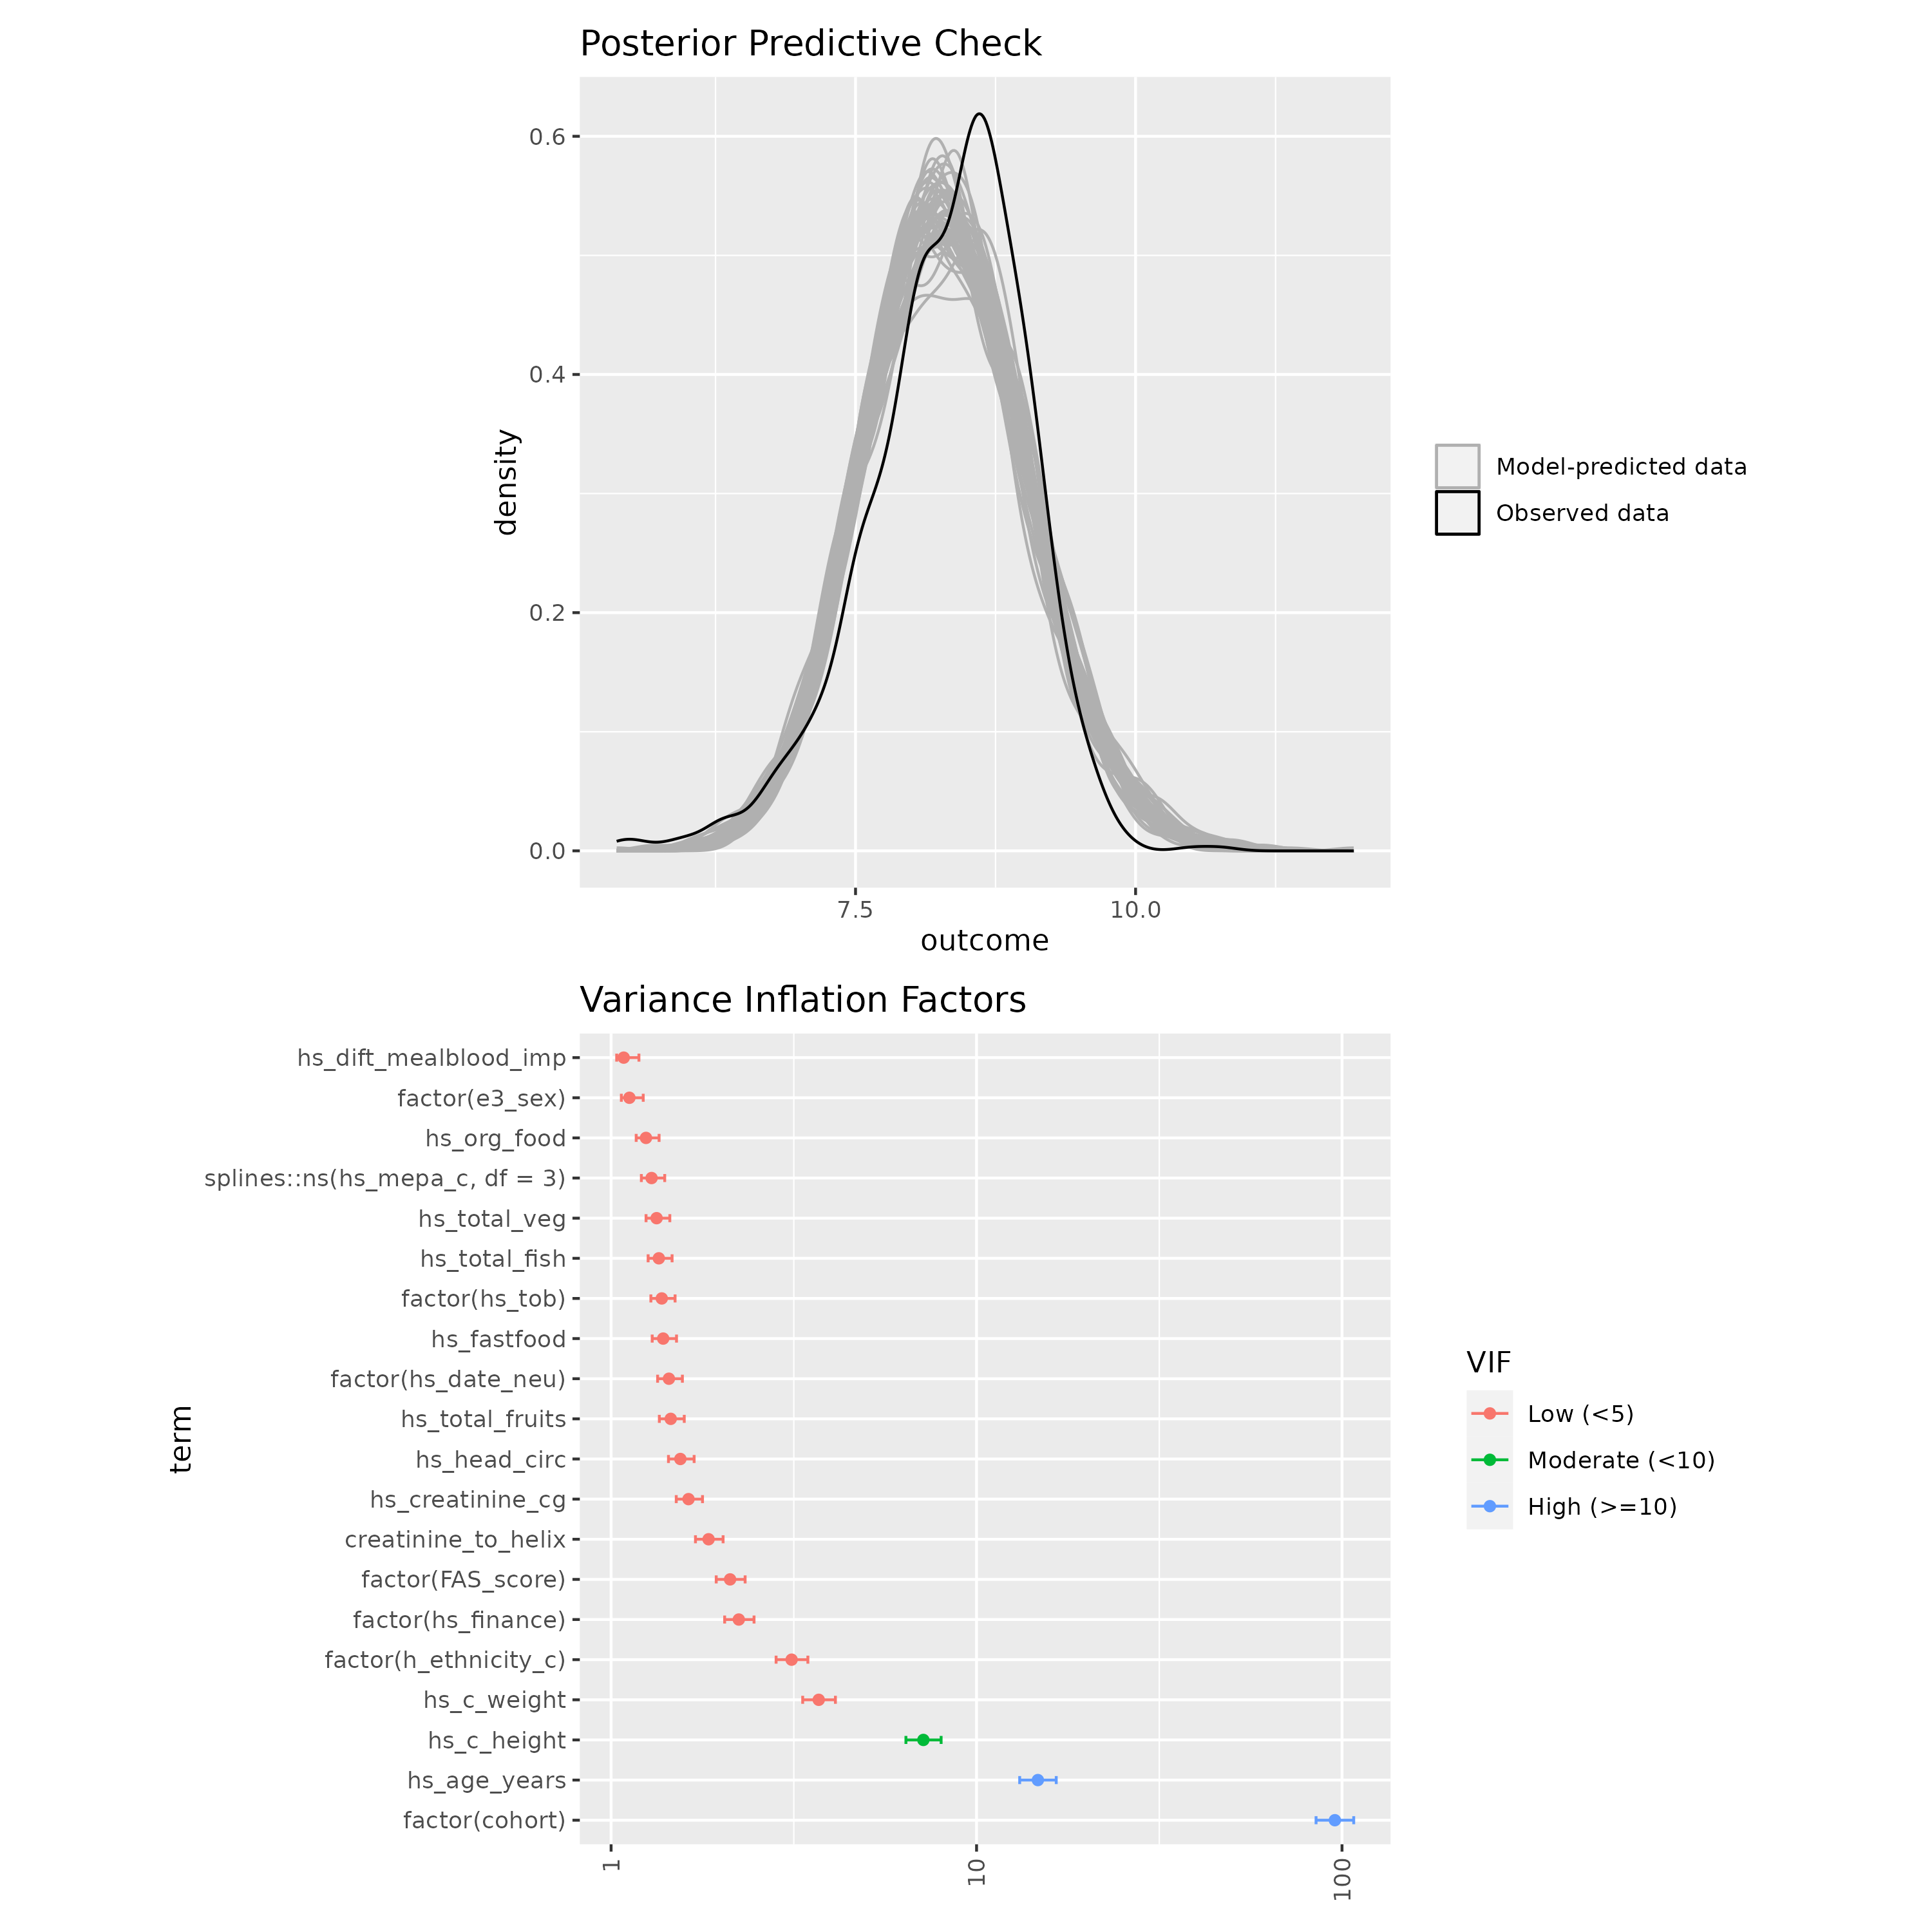 Posterior Predictive Check
0.6
0.4
0.2
0.0
density
7.5
10.0
outcome
Model-predicted data
Observed data
Variance Inflation Factors
hs_dift_mealblood_imp
factor(e3_sex)
hs_org_food
splines::ns(hs_mepa_c, df = 3)
hs_total_veg
hs_total_fish
factor(hs_tob)
hs_fastfood
factor(hs_date_neu)
hs_total_fruits
hs_head_circ
hs_creatinine_cg
creatinine_to_helix
factor(FAS_score)
factor(hs_finance)
factor(h_ethnicity_c)
hs_c_weight
hs_c_height
hs_age_years
factor(cohort)
term
1
10
100
VIF
Low (<5)
Moderate (<10)
High (>=10)